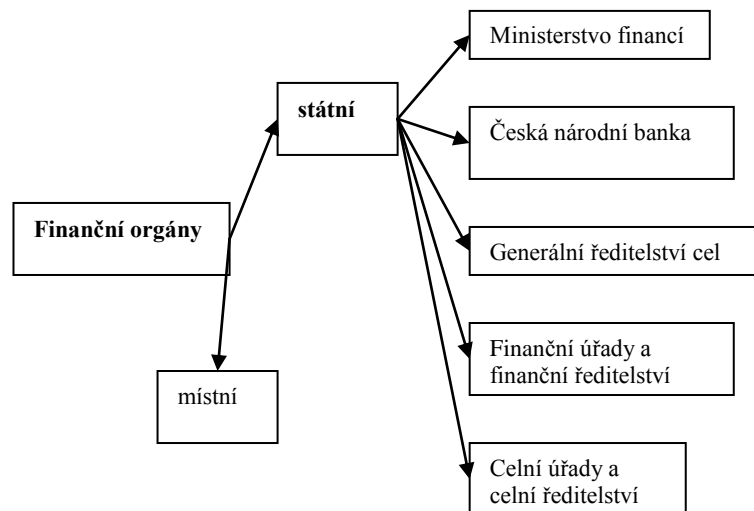 Ministerstvo financí
státní
Česká národní banka
Finanční orgány
Generální ředitelství cel
Finanční úřady a
finanční ředitelství
místní
Celní úřady a
celní ředitelství